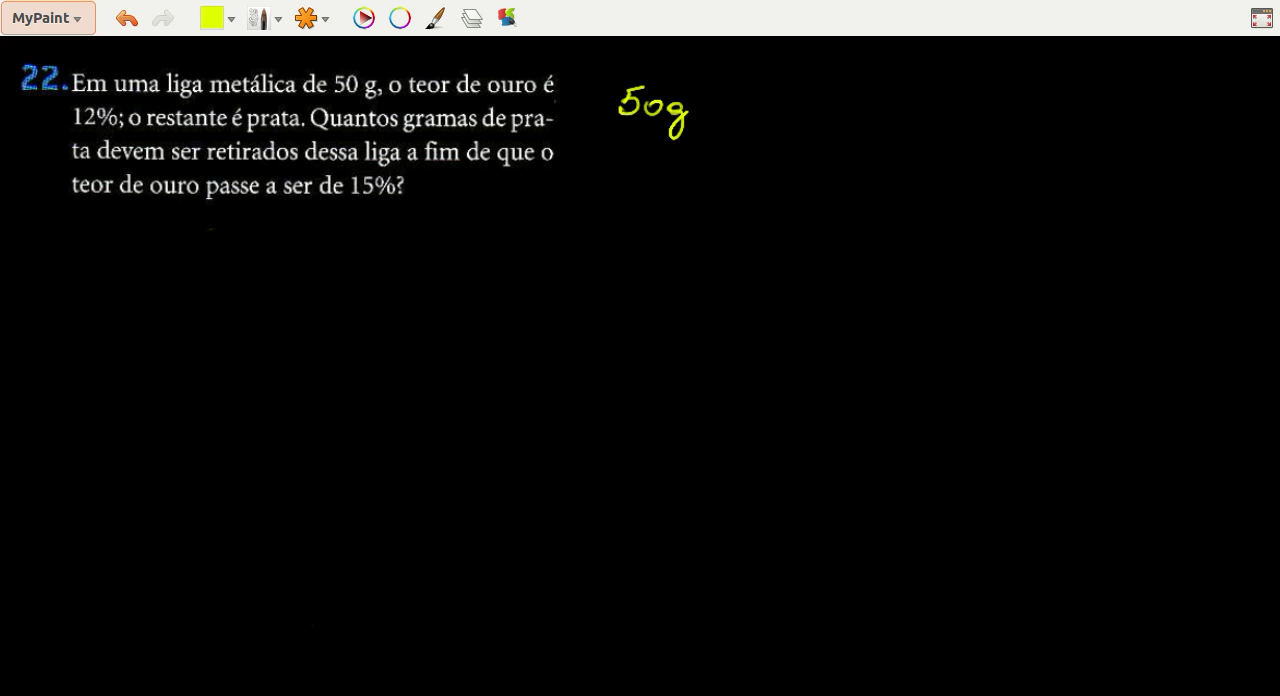 MyPaint
22. Em uma liga metálica de 50 g, o teor de ouro é
12%; o restante é prata. Quantos gramas de pra-
ta devem ser retirados dessa liga a fim de que o
teor de ouro passe a ser de 15%?
50g